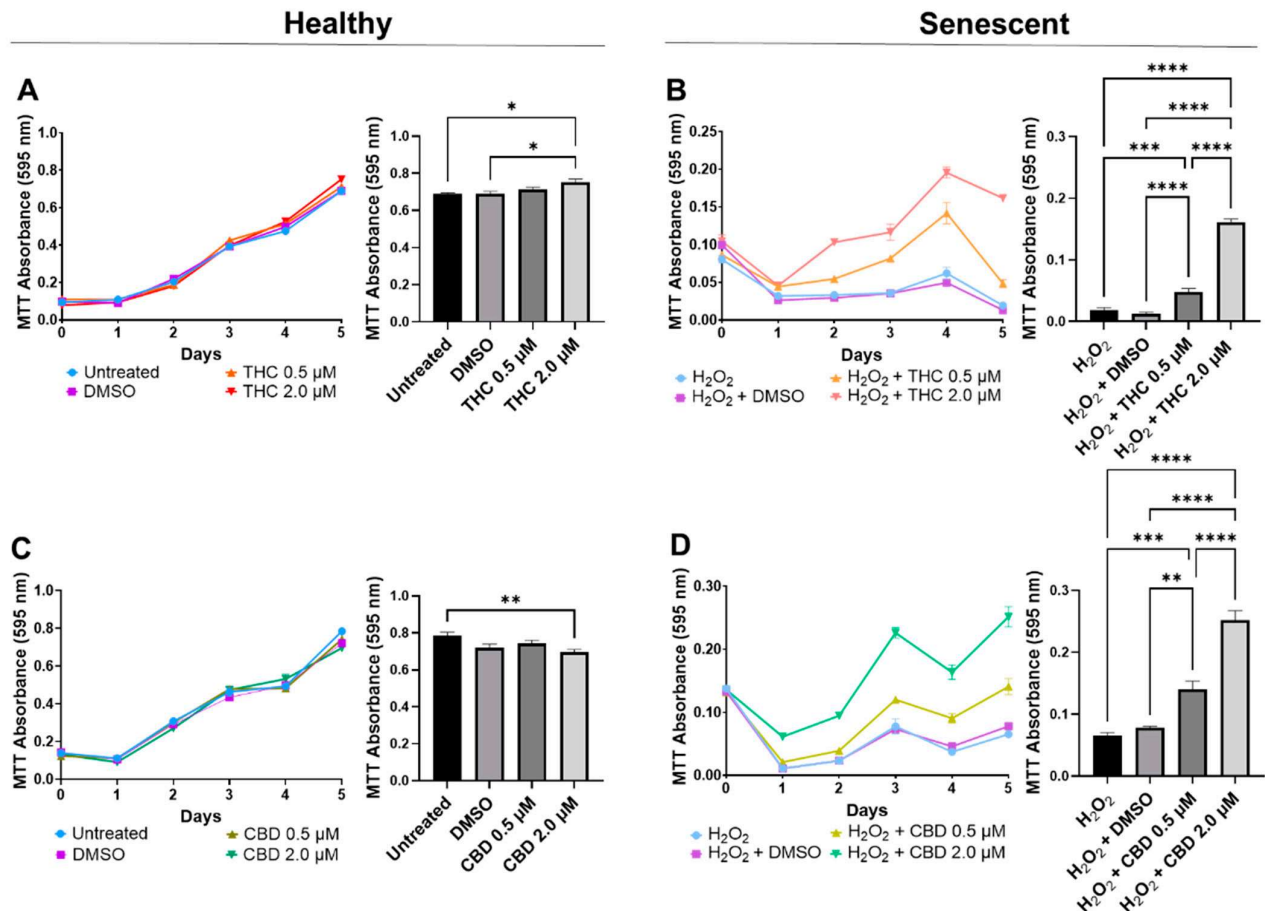 Healthy
Senescent
A
MTT Absorbance (595 nm)
1.0
0.8
0.6
0.4
0.2
0.0
0 1 2 3 4 5
Days
Untreated
THC 0.5 µM
DMSO
THC 2.0 µM
MTT Absorbance (595 nm)
1.0
0.8
0.6
0.4
0.2
0.0
*
*
Untreated
DMSO
THC 0.5 µM
THC 2.0 µM
B
MTT Absorbance (595 nm)
0.25
0.20
0.15
0.10
0.05
0.00
0 1 2 3 4 5
Days
H₂O₂
H₂O₂ + THC 0.5 µM
H₂O₂ + DMSO
H₂O₂ + THC 2.0 µM
MTT Absorbance (595 nm)
0.3
0.2
0.1
0.0
****
****
*** ****
****
H₂O₂
H₂O₂ + DMSO
H₂O₂ + THC 0.5 µM
H₂O₂ + THC 2.0 µM
C
MTT Absorbance (595 nm)
1.0
0.8
0.6
0.4
0.2
0.0
0 1 2 3 4 5
Days
Untreated
CBD 0.5 µM
DMSO
CBD 2.0 µM
MTT Absorbance (595 nm)
1.0
0.8
0.6
0.4
0.2
0.0
**
Untreated
DMSO
CBD 0.5 µM
CBD 2.0 µM
D
MTT Absorbance (595 nm)
0.30
0.20
0.10
0.00
0 1 2 3 4 5
Days
H₂O₂
H₂O₂ + CBD 0.5 µM
H₂O₂ + DMSO
H₂O₂ + CBD 2.0 µM
MTT Absorbance (595 nm)
0.3
0.2
0.1
0.0
****
****
*** ****
**
H₂O₂
H₂O₂ + DMSO
H₂O₂ + CBD 0.5 µM
H₂O₂ + CBD 2.0 µM